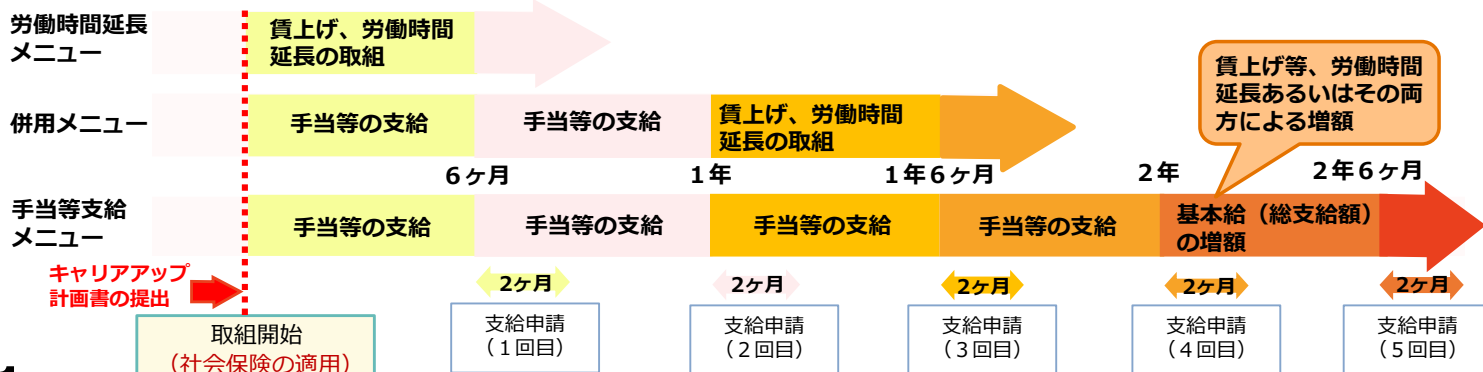 労働時間延長
メニュー
賃上げ、労働時間
延長の取組
賃上げ等、労働時間
延長あるいはその両
方による増額
併用メニュー
手当等の支給
手当等の支給
賃上げ、労働時間
延長の取組
6ヶ月
1年
1年6ヶ月
2年
2年6ヶ月
手当等支給
メニュー
手当等の支給
手当等の支給
手当等の支給
手当等の支給
基本給（総支給額）
の増額
キャリアアップ
計画書の提出
2ヶ月
2ヶ月
2ヶ月
2ヶ月
2ヶ月
取組開始
（社会保険の適用）
支給申請
（1回目）
支給申請
（2回目）
支給申請
（3回目）
支給申請
（4回目）
支給申請
（5回目）